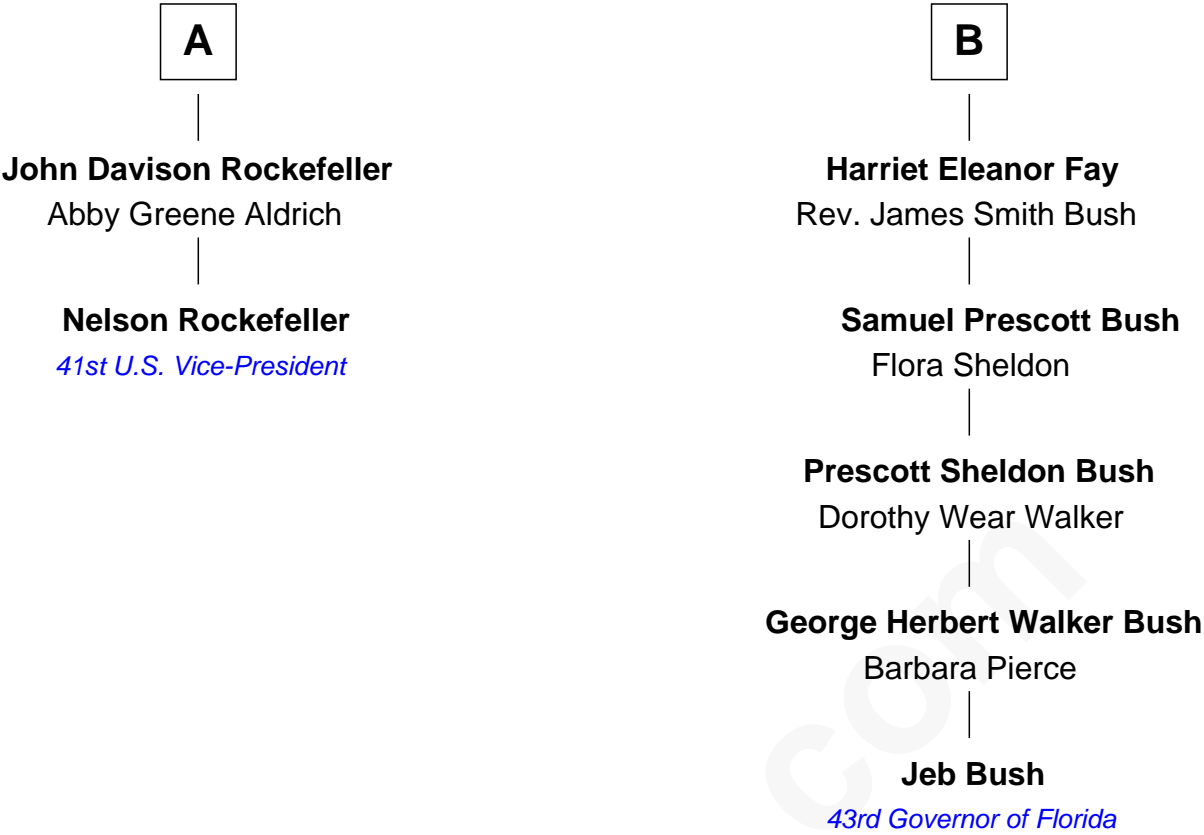 A
John Davison Rockefeller
Abby Greene Aldrich
Nelson Rockefeller
41st U.S. Vice-President
B
Harriet Eleanor Fay
Rev. James Smith Bush
Samuel Prescott Bush
Flora Sheldon
Prescott Sheldon Bush
Dorothy Wear Walker
George Herbert Walker Bush
Barbara Pierce
Jeb Bush
43rd Governor of Florida
com